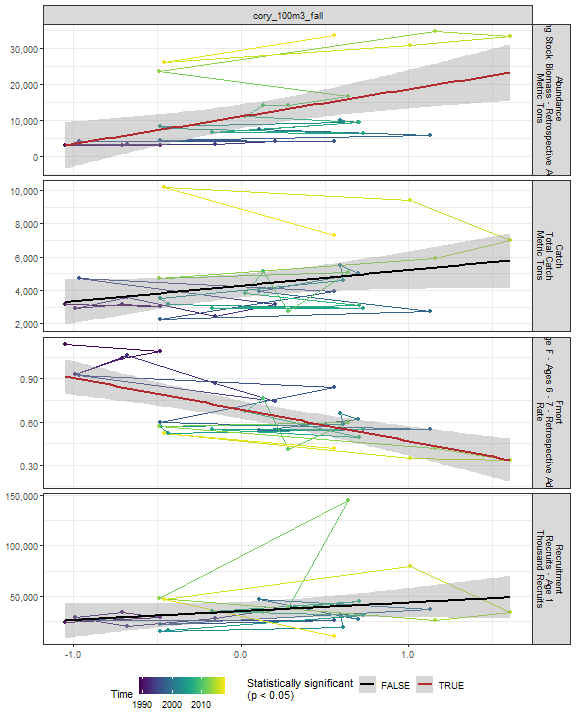 cory_100m3_fall
30,000
20,000
10,000
0
Abundance
ng Stock Biomass - Retrospective A
Metric Tons
10,000
8,000
6,000
4,000
2,000
Catch
Total Catch
Metric Tons
0.90
0.60
0.30
Fmort
e F - Ages 6 - 7 - Retrospective Ad
Rate
150,000
100,000
50,000
Recruitment
Recruits - Age 1
Thousand Recruits
-1.0 0.0 1.0
Time
1990 2000 2010
Statistically significant
(p < 0.05)
FALSE TRUE